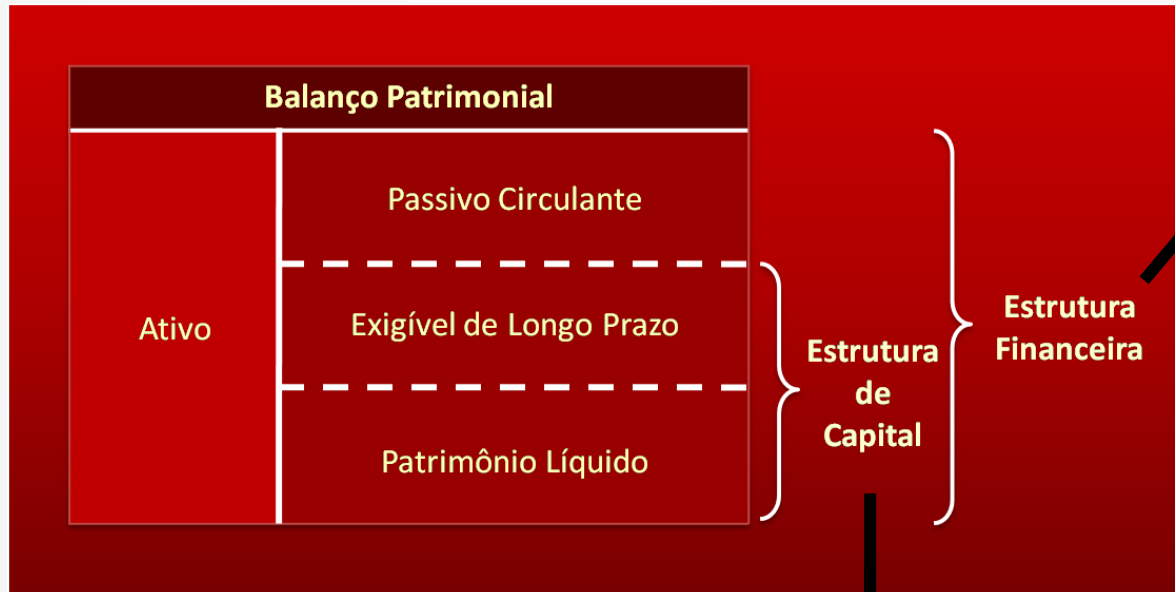 Balanço Patrimonial
Ativo
Passivo Circulante
Exigível de Longo Prazo
Patrimônio Líquido
Estrutura
de
Capital
Estrutura
Financeira